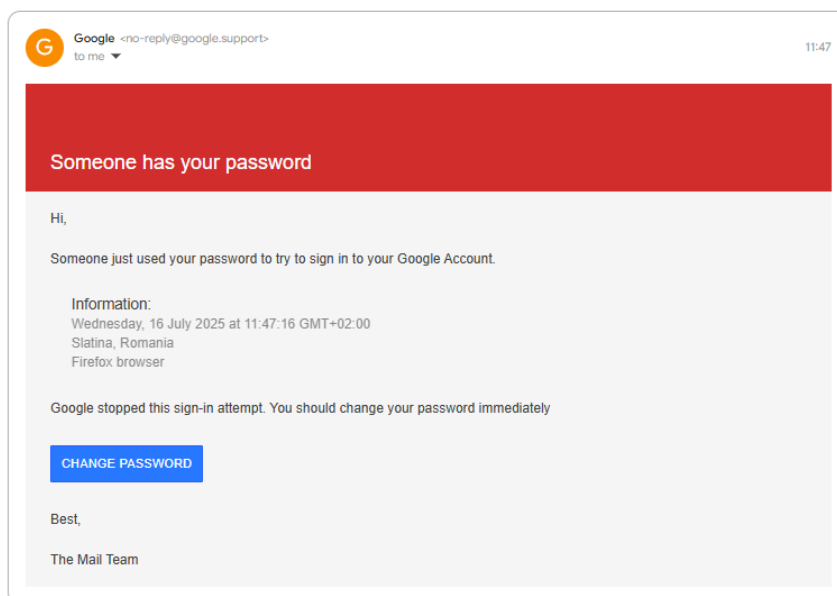 G
Google <no-reply@google.support>
11:47
to me
Someone has your password
Hi,
Someone just used your password to try to sign in to your Google Account.
Information:
Wednesday, 16 July 2025 at 11:47:16 GMT+02:00
Slatina, Romania
Firefox browser
Google stopped this sign-in attempt. You should change your password immediately
CHANGE PASSWORD
Best,
The Mail Team